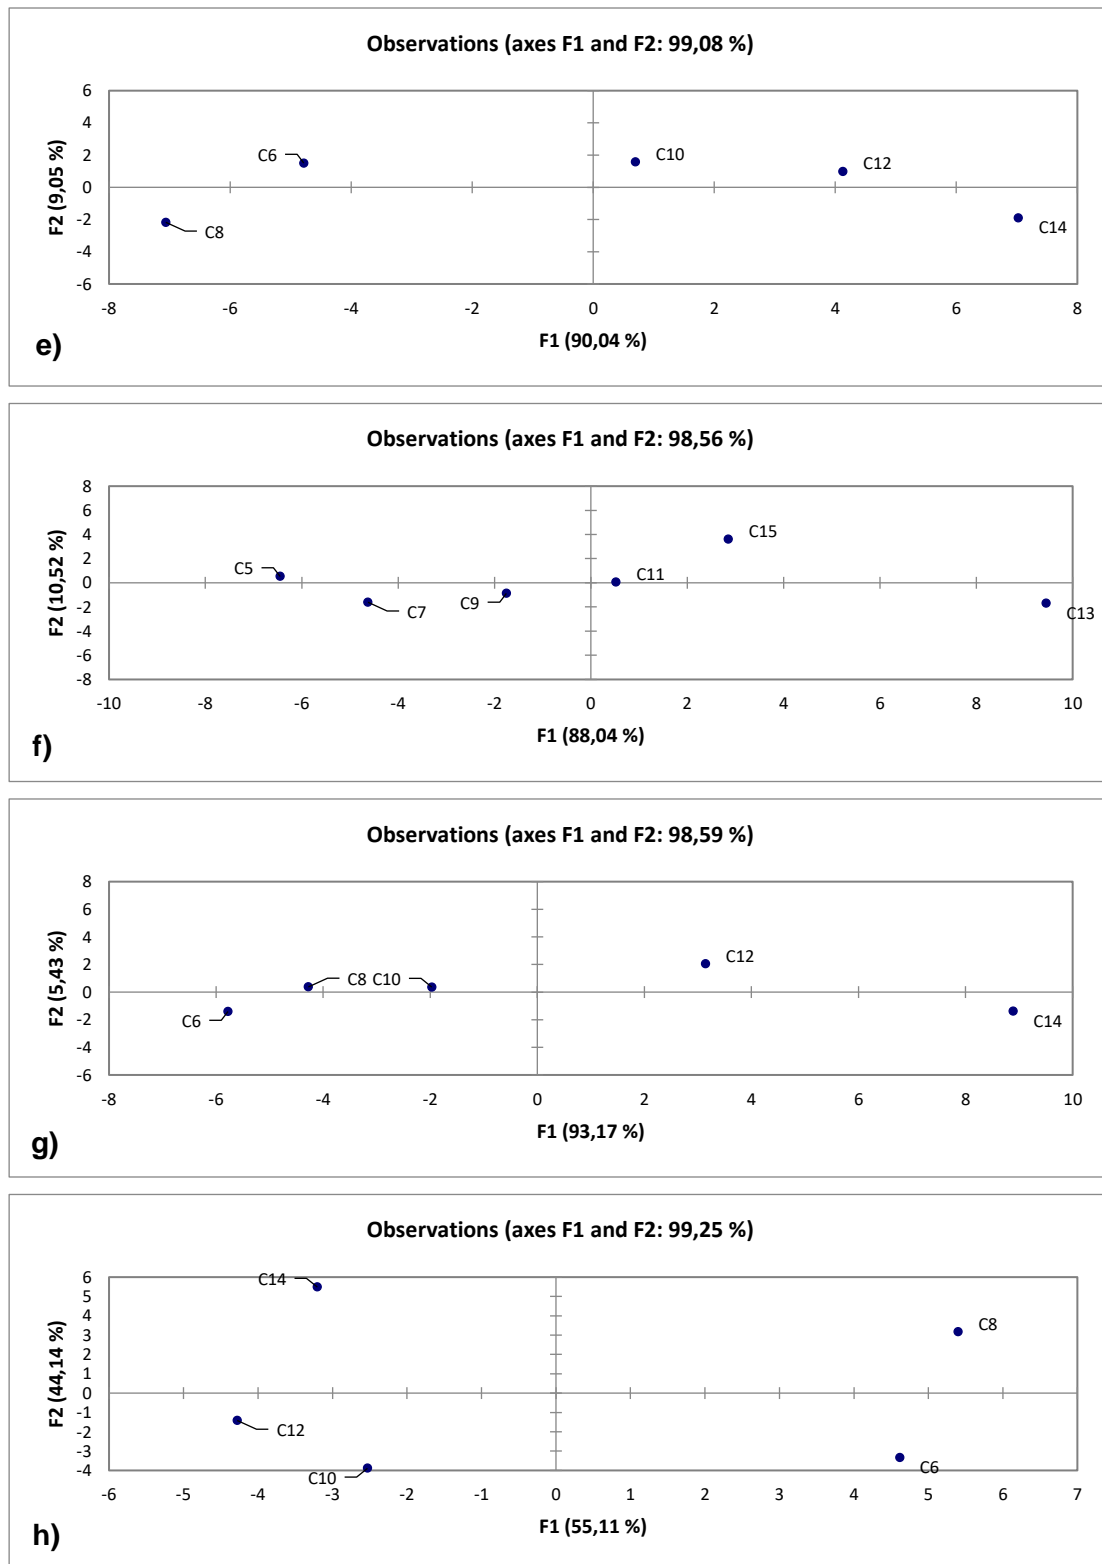 Observations (axes F1 and F2: 99,08 %)
6
4
2
0
-2
-4
-6
F2 (9,05 %)
C6
C8
C10
C12
C14
-8 -6 -4 -2 0 2 4 6 8
F1 (90,04 %)
e)
Observations (axes F1 and F2: 98,56 %)
8
6
4
2
0
-2
-4
-6
-8
F2 (10,52 %)
C5
C7
C9
C11
C15
C13
-10 -8 -6 -4 -2 0 2 4 6 8 10
F1 (88,04 %)
f)
Observations (axes F1 and F2: 98,59 %)
8
6
4
2
0
-2
-4
-6
F2 (5,43 %)
C6
C8 C10
C12
C14
-8 -6 -4 -2 0 2 4 6 8 10
F1 (93,17 %)
g)
Observations (axes F1 and F2: 99,25 %)
6
5
4
3
2
1
0
-1
-2
-3
-4
F2 (44,14 %)
C14
C8
C12
C10
C6
-6 -5 -4 -3 -2 -1 0 1 2 3 4 5 6 7
F1 (55,11 %)
h)